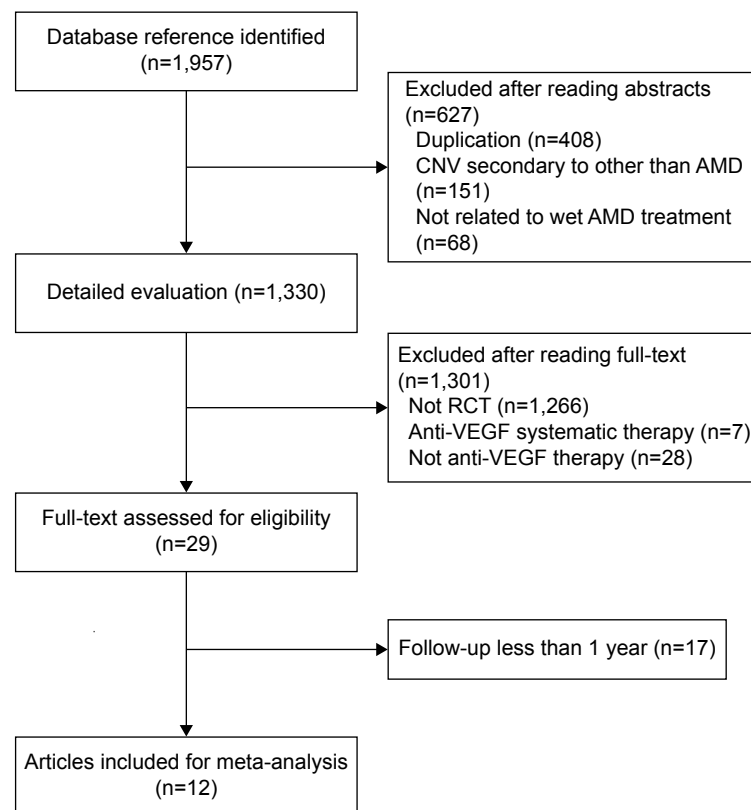 Database reference identified
(n=1,957)
Excluded after reading abstracts
(n=627)
Duplication (n=408)
CNV secondary to other than AMD
(n=151)
Not related to wet AMD treatment
(n=68)
Detailed evaluation (n=1,330)
Excluded after reading full-text
(n=1,301)
Not RCT (n=1,266)
Anti-VEGF systematic therapy (n=7)
Not anti-VEGF therapy (n=28)
Full-text assessed for eligibility
(n=29)
Follow-up less than 1 year (n=17)
Articles included for meta-analysis
(n=12)